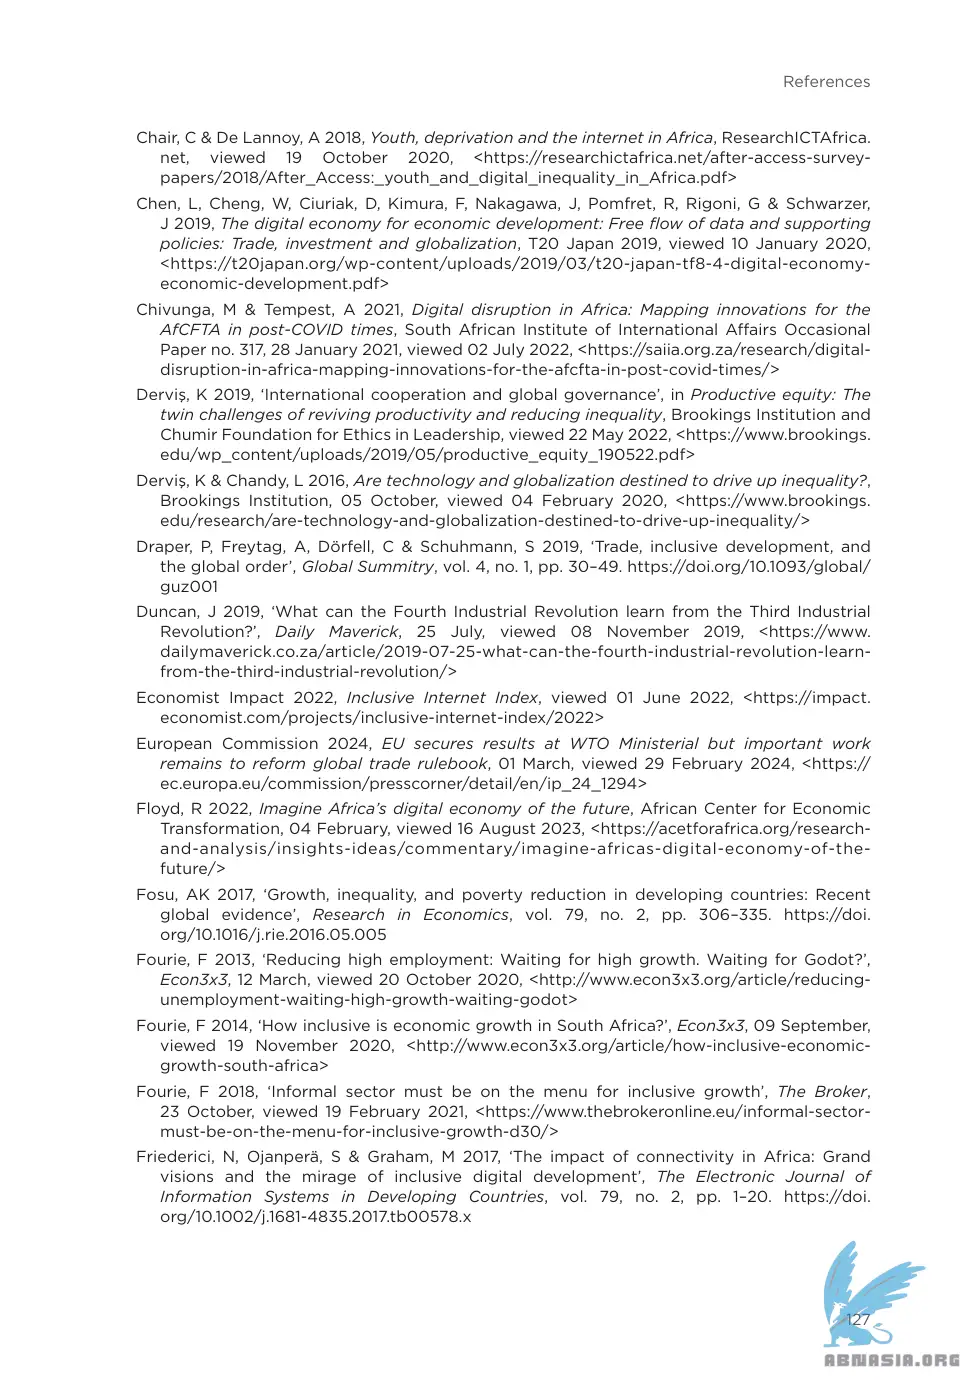 References
Chair, C & De Lannoy, A 2018, Youth, deprivation and the internet in Africa, ResearchICTAfrica.
net, viewed 19 October 2020, <https://researchictafrica.net/after-access-survey-
papers/2018/After_Access:_youth_and_digital_inequality_in_Africa.pdf>
Chen, L, Cheng, W, Ciuriak, D, Kimura, F, Nakagawa, J, Pomfret, R, Rigoni, G & Schwarzer,
J 2019, The digital economy for economic development: Free flow of data and supporting
policies: Trade, investment and globalization, T20 Japan 2019, viewed 10 January 2020,
<https://t20japan.org/wp-content/uploads/2019/03/t20-japan-tf8-4-digital-economy-
economic-development.pdf>
Chivunga, M & Tempest, A 2021, Digital disruption in Africa: Mapping innovations for the
AfCFTA in post-COVID times, South African Institute of International Affairs Occasional
Paper no. 317, 28 January 2021, viewed 02 July 2022, <https://saiia.org.za/research/digital-
disruption-in-africa-mapping-innovations-for-the-afcfta-in-post-covid-times/>
Derviş, K 2019, ‘International cooperation and global governance’, in Productive equity: The
twin challenges of reviving productivity and reducing inequality, Brookings Institution and
Chumir Foundation for Ethics in Leadership, viewed 22 May 2022, <https://www.brookings.
edu/wp_content/uploads/2019/05/productive_equity_190522.pdf>
Derviş, K & Chandy, L 2016, Are technology and globalization destined to drive up inequality?,
Brookings Institution, 05 October, viewed 04 February 2020, <https://www.brookings.
edu/research/are-technology-and-globalization-destined-to-drive-up-inequality/>
Draper, P, Freytag, A, Dörfell, C & Schuhmann, S 2019, ‘Trade, inclusive development, and
the global order’, Global Summitry, vol. 4, no. 1, pp. 30–49. https://doi.org/10.1093/global/
guz001
Duncan, J 2019, ‘What can the Fourth Industrial Revolution learn from the Third Industrial
Revolution?’, Daily Maverick, 25 July, viewed 08 November 2019, <https://www.
dailymaverick.co.za/article/2019-07-25-what-can-the-fourth-industrial-revolution-learn-
from-the-third-industrial-revolution/>
Economist Impact 2022, Inclusive Internet Index, viewed 01 June 2022, <https://impact.
economist.com/projects/inclusive-internet-index/2022>
European Commission 2024, EU secures results at WTO Ministerial but important work
remains to reform global trade rulebook, 01 March, viewed 29 February 2024, <https://
ec.europa.eu/commission/presscorner/detail/en/ip_24_1294>
Floyd, R 2022, Imagine Africa’s digital economy of the future, African Center for Economic
Transformation, 04 February, viewed 16 August 2023, <https://acetforafrica.org/research-
and-analysis/insights-ideas/commentary/imagine-africas-digital-economy-of-the-
future/>
Fosu, AK 2017, ‘Growth, inequality, and poverty reduction in developing countries: Recent
global evidence’, Research in Economics, vol. 79, no. 2, pp. 306–335. https://doi.
org/10.1016/j.rie.2016.05.005
Fourie, F 2013, ‘Reducing high employment: Waiting for high growth. Waiting for Godot?’,
Econ3x3, 12 March, viewed 20 October 2020, <http://www.econ3x3.org/article/reducing-
unemployment-waiting-high-growth-waiting-godot>
Fourie, F 2014, ‘How inclusive is economic growth in South Africa?’, Econ3x3, 09 September,
viewed 19 November 2020, <http://www.econ3x3.org/article/how-inclusive-economic-
growth-south-africa>
Fourie, F 2018, ‘Informal sector must be on the menu for inclusive growth’, The Broker,
23 October, viewed 19 February 2021, <https://www.thebrokeronline.eu/informal-sector-
must-be-on-the-menu-for-inclusive-growth-d30/>
Friederici, N, Ojanperä, S & Graham, M 2017, ‘The impact of connectivity in Africa: Grand
visions and the mirage of inclusive digital development’, The Electronic Journal of
Information Systems in Developing Countries, vol. 79, no. 2, pp. 1–20. https://doi.
org/10.1002/j.1681-4835.2017.tb00578.x
127
ABNASIA.ORG